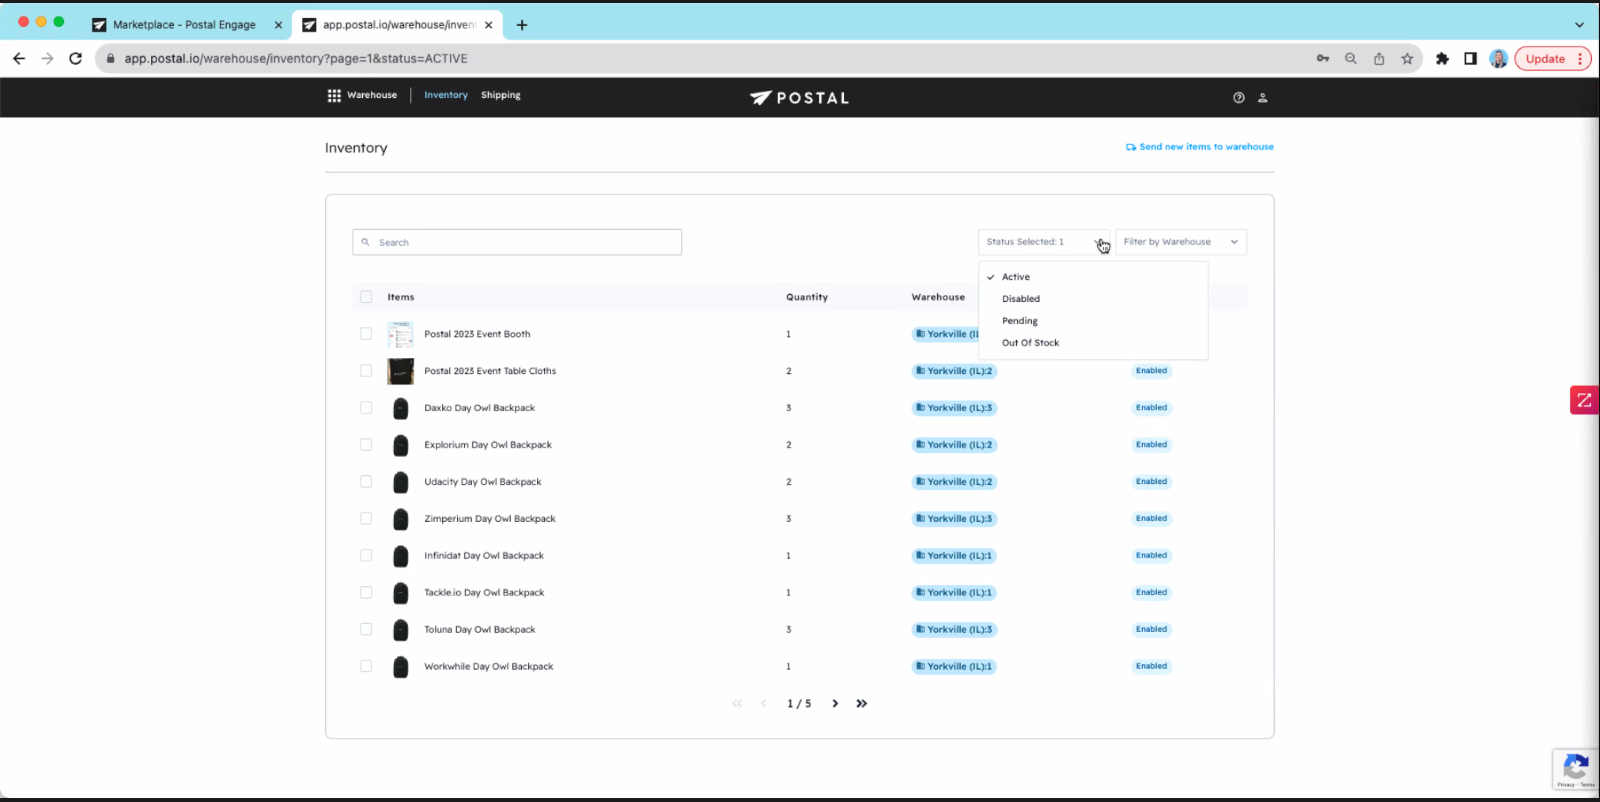 Marketplace - Postal Engage
app.postal.io/warehouse/inven
app.postal.io/warehouse/inventory?page=1&status=ACTIVE
Update
Warehouse
Inventory
Shipping
POSTAL
Inventory
Send new items to warehouse
Search
Status Selected: 1
Filter by Warehouse
Active
Disabled
Pending
Out Of Stock
Items Quantity Warehouse
Postal 2023 Event Booth 1 Yorkville (IL
Postal 2023 Event Table Cloths 2 Yorkville (IL):2 Enabled
Daxko Day Owl Backpack 3 Yorkville (IL):3 Enabled
Explorium Day Owl Backpack 2 Yorkville (IL):2 Enabled
Udacity Day Owl Backpack 2 Yorkville (IL):2 Enabled
Zimperium Day Owl Backpack 3 Yorkville (IL):3 Enabled
Infinidat Day Owl Backpack 1 Yorkville (IL):1 Enabled
Tackle.io Day Owl Backpack 1 Yorkville (IL):1 Enabled
Toluna Day Owl Backpack 3 Yorkville (IL):3 Enabled
Workwhile Day Owl Backpack 1 Yorkville (IL):1 Enabled
1 / 5
Privacy - Terms